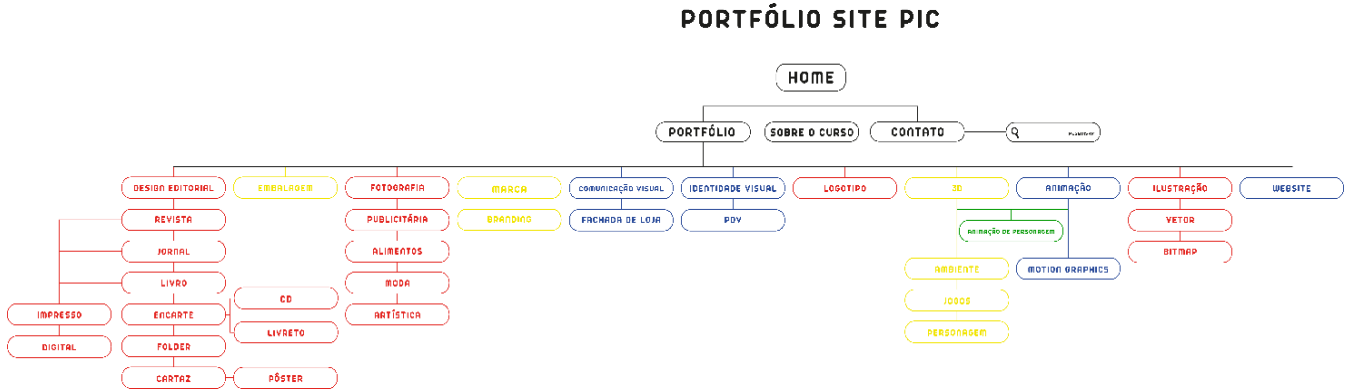 PORTFÓLIO SITE PIC
HOME
PORTFÓLIO SOBRE O CURSO CONTATO
DESIGN EDITORIAL EMBALAGEM FOTOGRAFIA MARCA COMUNICAÇÃO VISUAL IDENTIDADE VISUAL LOGOTIPO 3D ANIMAÇÃO ILUSTRAÇÃO WEBSITE
REVISTA PUBLICITÁRIA BRANDING FACHADA DE LOJA PDV VETOR
ANIMAÇÃO DE PERSONAGEM
JORNAL ALIMENTOS BITMAP
AMBIENTE MOTION GRAPHICS
LIVRO MODA
CD JOGOS
IMPRESSO ENCARTE ARTÍSTICA
LIVRETO PERSONAGEM
DIGITAL FOLDER
CARTAZ PÔSTER